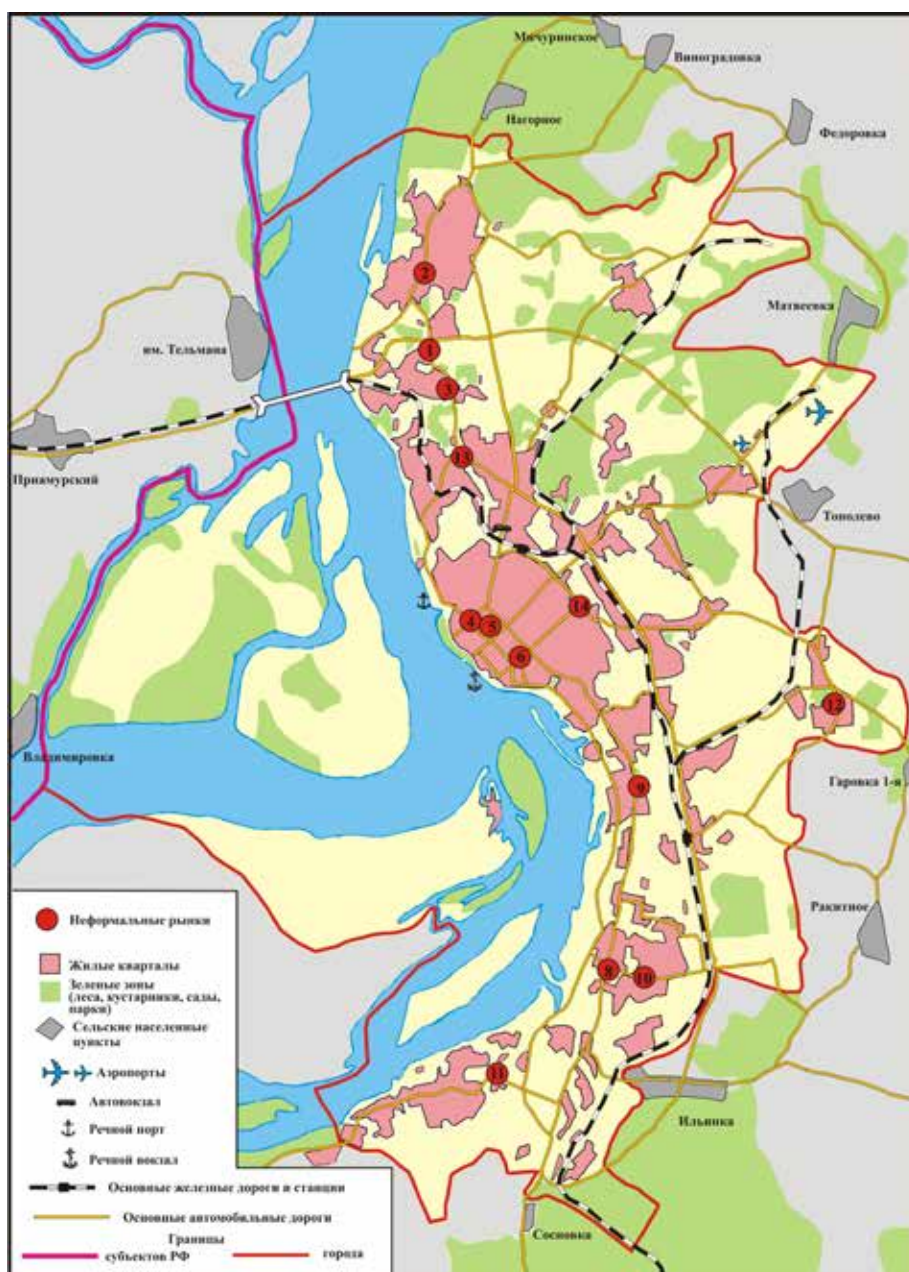 Мичуринское
Виноградовка
Нагорное
Федоровка
2
Матвеевка
им. Тельмана
1
3
Приамурский
13
Тополево
4
5
14
6
12
Владимировка
Гаровка 1-я
9
Ракитное
8
10
11
Ильинка
Сосновка
Неформальные рынки
Жилые кварталы
Зеленые зоны
(леса, кустарники, сады,
парки)
Сельские населенные
пункты
Аэропорты
Автовокзал
Речной порт
Речной вокзал
Основные железные дороги и станции
Основные автомобильные дороги
Границы
субъектов РФ
города